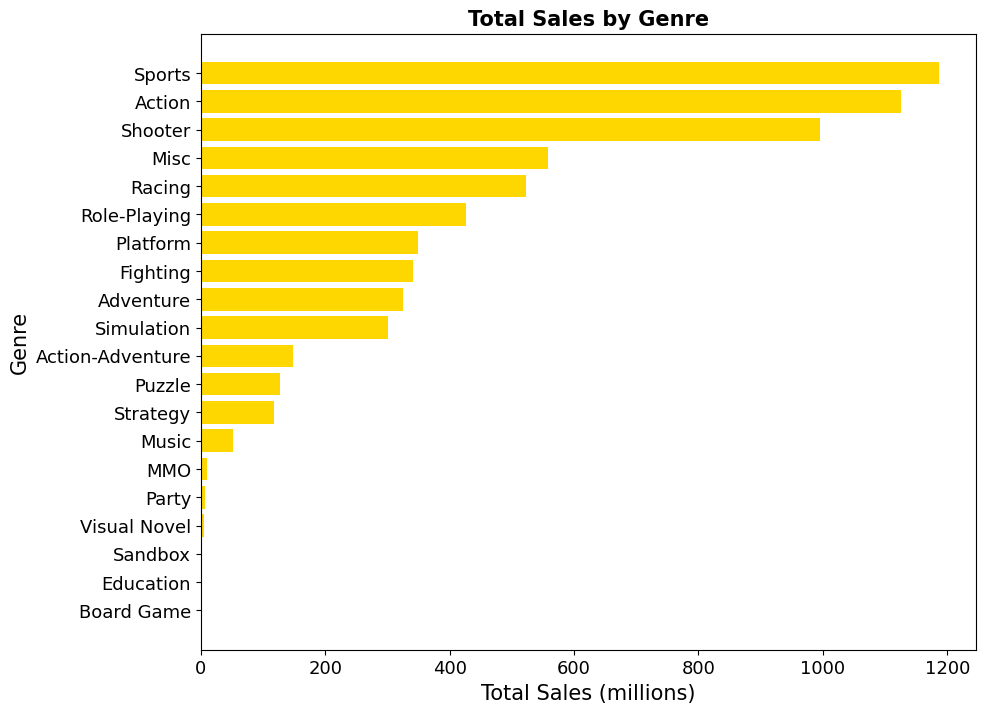 Total Sales by Genre
Genre
Sports
Action
Shooter
Misc
Racing
Role-Playing
Platform
Fighting
Adventure
Simulation
Action-Adventure
Puzzle
Strategy
Music
MMO
Party
Visual Novel
Sandbox
Education
Board Game
0 200 400 600 800 1000 1200
Total Sales (millions)